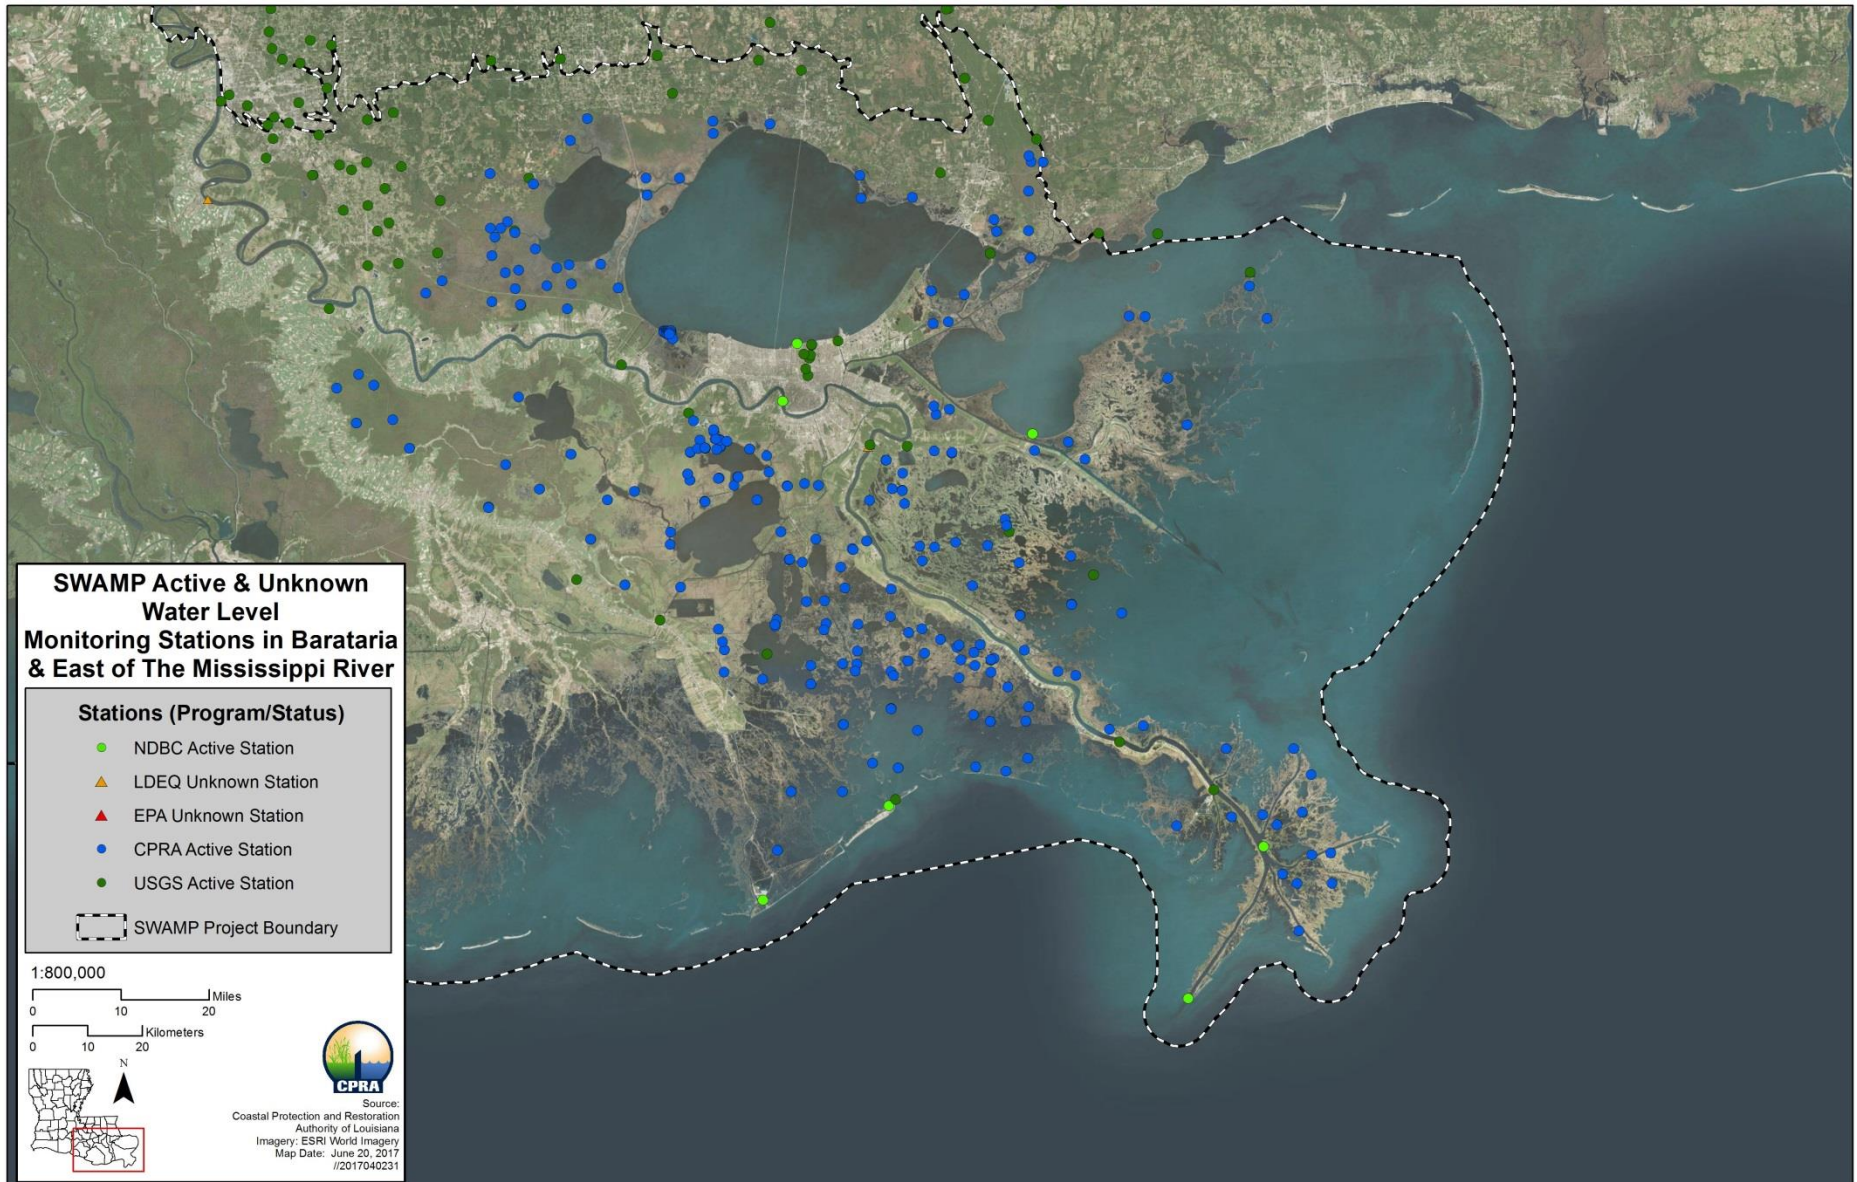 SWAMP Active & Unknown
Water Level
Monitoring Stations in Barataria
& East of The Mississippi River
Stations (Program/Status)
NDBC Active Station
LDEQ Unknown Station
EPA Unknown Station
CPRA Active Station
USGS Active Station
SWAMP Project Boundary
1:800,000
Miles
0 10 20
Kilometers
0 10 20
N
CPRA
Source:
Coastal Protection and Restoration
Authority of Louisiana
Imagery: ESRI World Imagery
Map Date: June 20, 2017
//2017040231